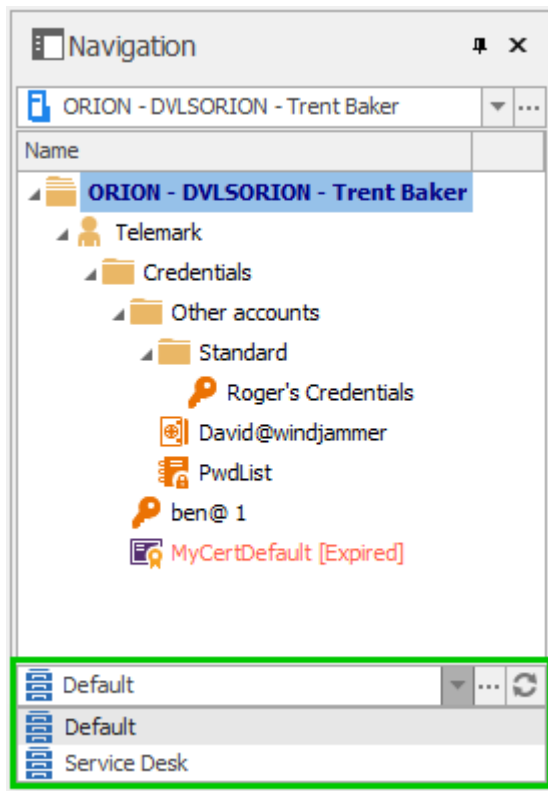 Navigation
ORION - DVLSORION - Trent Baker
Name
ORION - DVLSORION - Trent Baker
Telemark
Credentials
Other accounts
Standard
Roger's Credentials
David@windjammer
PwdList
ben@ 1
MyCertDefault [Expired]
Default
Default
Service Desk